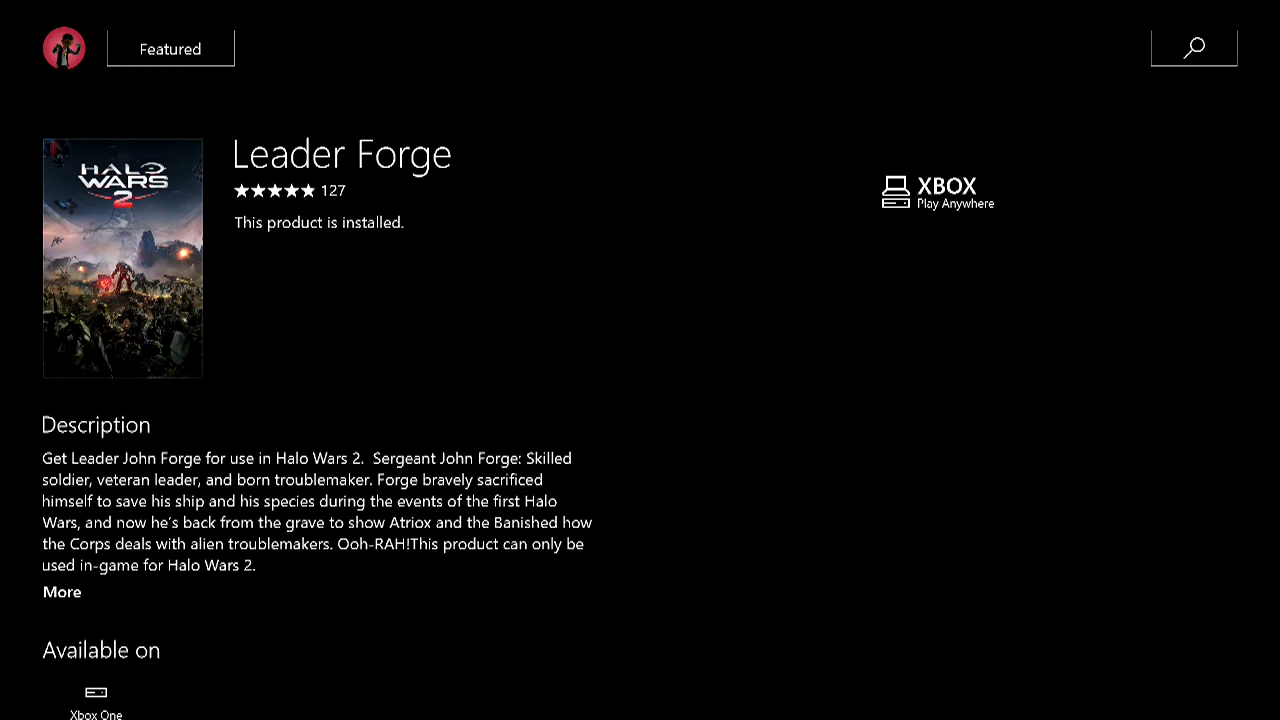 Featured
HALO
WARS
2
Leader Forge
127
This product is installed.
XBOX
Play Anywhere
Description
Get Leader John Forge for use in Halo Wars 2.  Sergeant John Forge: Skilled
soldier, veteran leader, and born troublemaker. Forge bravely sacrificed
himself to save his ship and his species during the events of the first Halo
Wars, and now he's back from the grave to show Atriox and the Banished how
the Corps deals with alien troublemakers. Ooh-RAH!This product can only be
used in-game for Halo Wars 2.
More
Available on
Xbox One